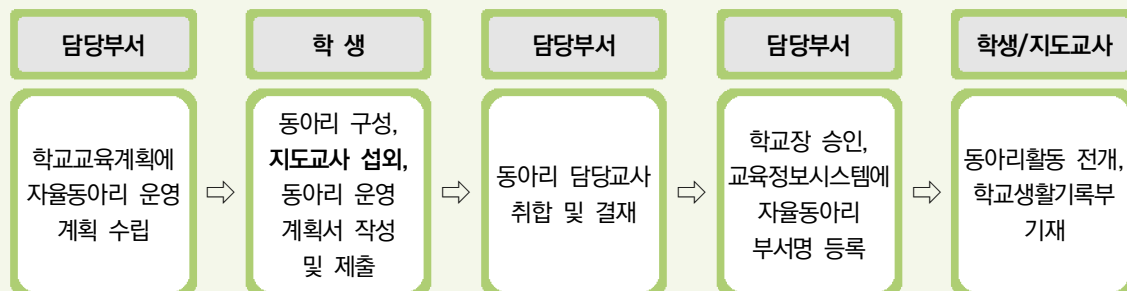 담당부서
학 생
담당부서
담당부서
학생/지도교사
학교교육계획에
자율동아리 운영
계획 수립
⇨
동아리 구성,
지도교사 섭외,
동아리 운영
계획서 작성
및 제출
⇨
동아리 담당교사
취합 및 결재
⇨
학교장 승인,
교육정보시스템에
자율동아리
부서명 등록
⇨
동아리활동 전개,
학교생활기록부
기재